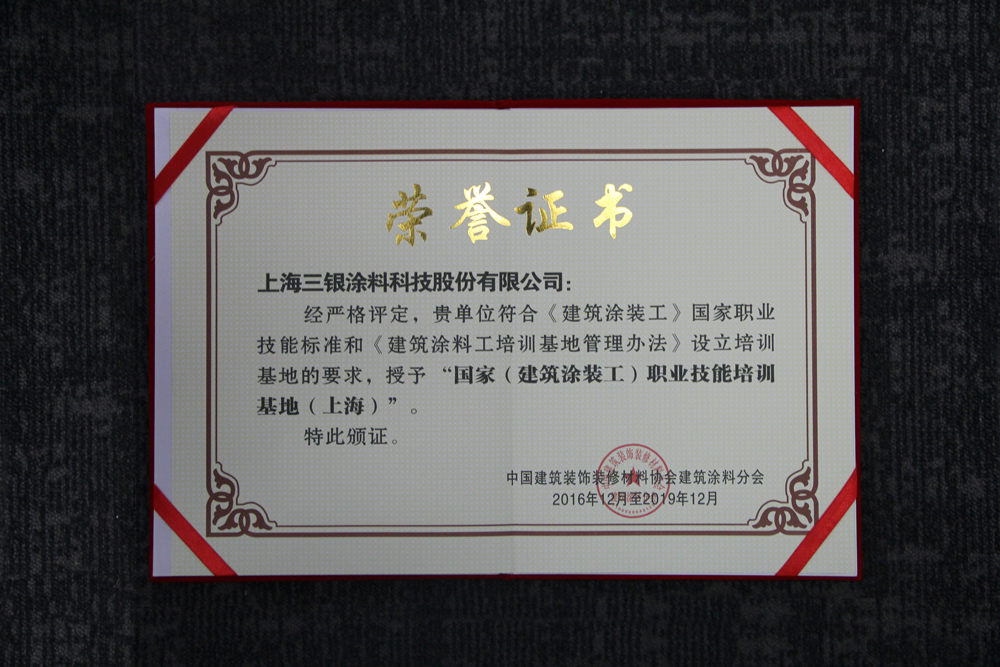 荣誉证书
上海三银涂料科技股份有限公司：
经严格评定，贵单位符合《建筑涂装工》国家职业
技能标准和《建筑涂料工培训基地管理办法》设立培训
基地的要求，授予“国家（建筑涂装工）职业技能培训
基地（上海）”。
特此颁证。
中国建筑装饰装修材料协会建筑涂料分会
2016年12月至2019年12月